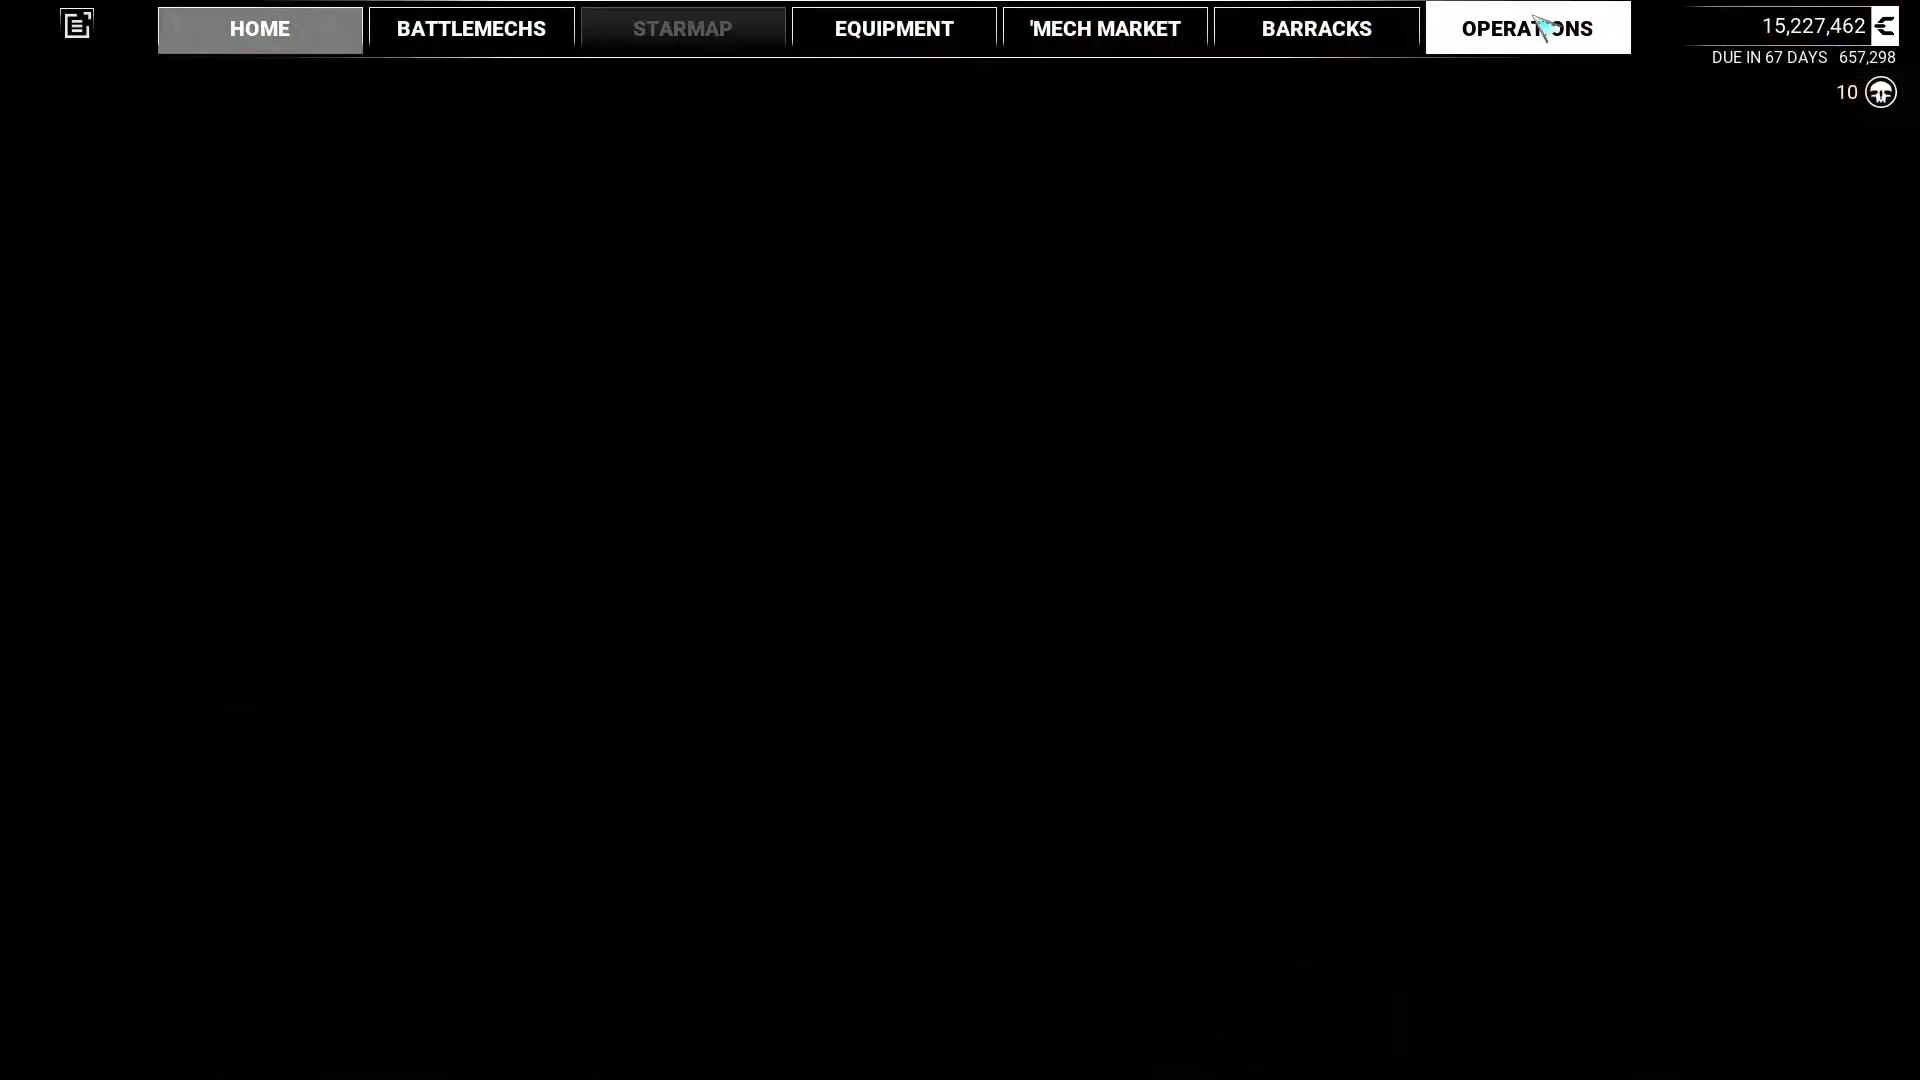 HOME BATTLEMECHS STARMAP EQUIPMENT 'MECH MARKET BARRACKS OPERATIONS 15,227,462
DUE IN 67 DAYS 657,298
10